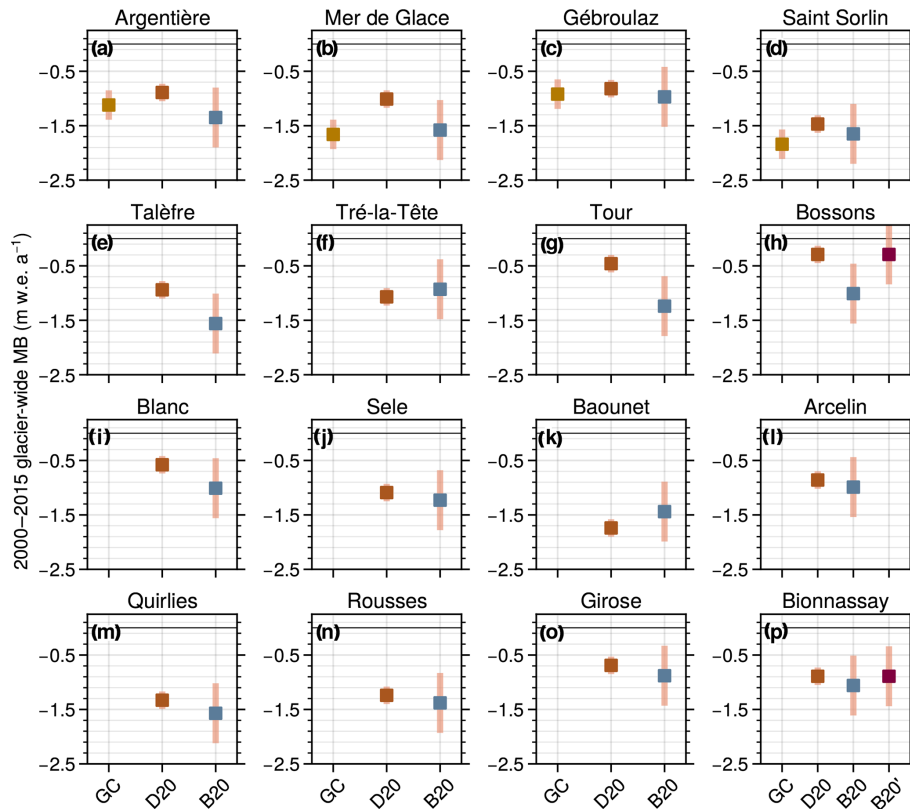 Argentière Mer de Glace Gébroulaz Saint Sorlin
(a) (b) (c) (d)
−0.5 −0.5 −0.5 −0.5
−1.5 −1.5 −1.5 −1.5
−2.5 −2.5 −2.5 −2.5
Talèfre Tré-la-Tête Tour Bossons
(e) (f) (g) (h)
−0.5 −0.5 −0.5 −0.5
−1.5 −1.5 −1.5 −1.5
−2.5 −2.5 −2.5 −2.5
2000−2015 glacier-wide MB (m w.e. a⁻¹)
Blanc Sele Baounet Arcelin
(i) (j) (k) (l)
−0.5 −0.5 −0.5 −0.5
−1.5 −1.5 −1.5 −1.5
−2.5 −2.5 −2.5 −2.5
Quirlies Rousses Girose Bionnassay
(m) (n) (o) (p)
−0.5 −0.5 −0.5 −0.5
−1.5 −1.5 −1.5 −1.5
−2.5 −2.5 −2.5 −2.5
GC D20 B20 GC D20 B20 GC D20 B20 GC D20 B20 B20'